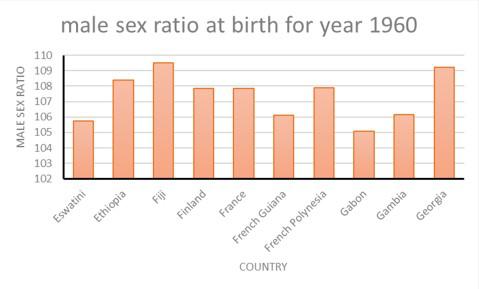 male sex ratio at birth for year 1960
MALE SEX RATIO
110
109
108
107
106
105
104
103
102
Eswatini
Ethiopia
Fiji
Finland
France
French Guiana
French Polynesia
Gabon
Gambia
Georgia
COUNTRY